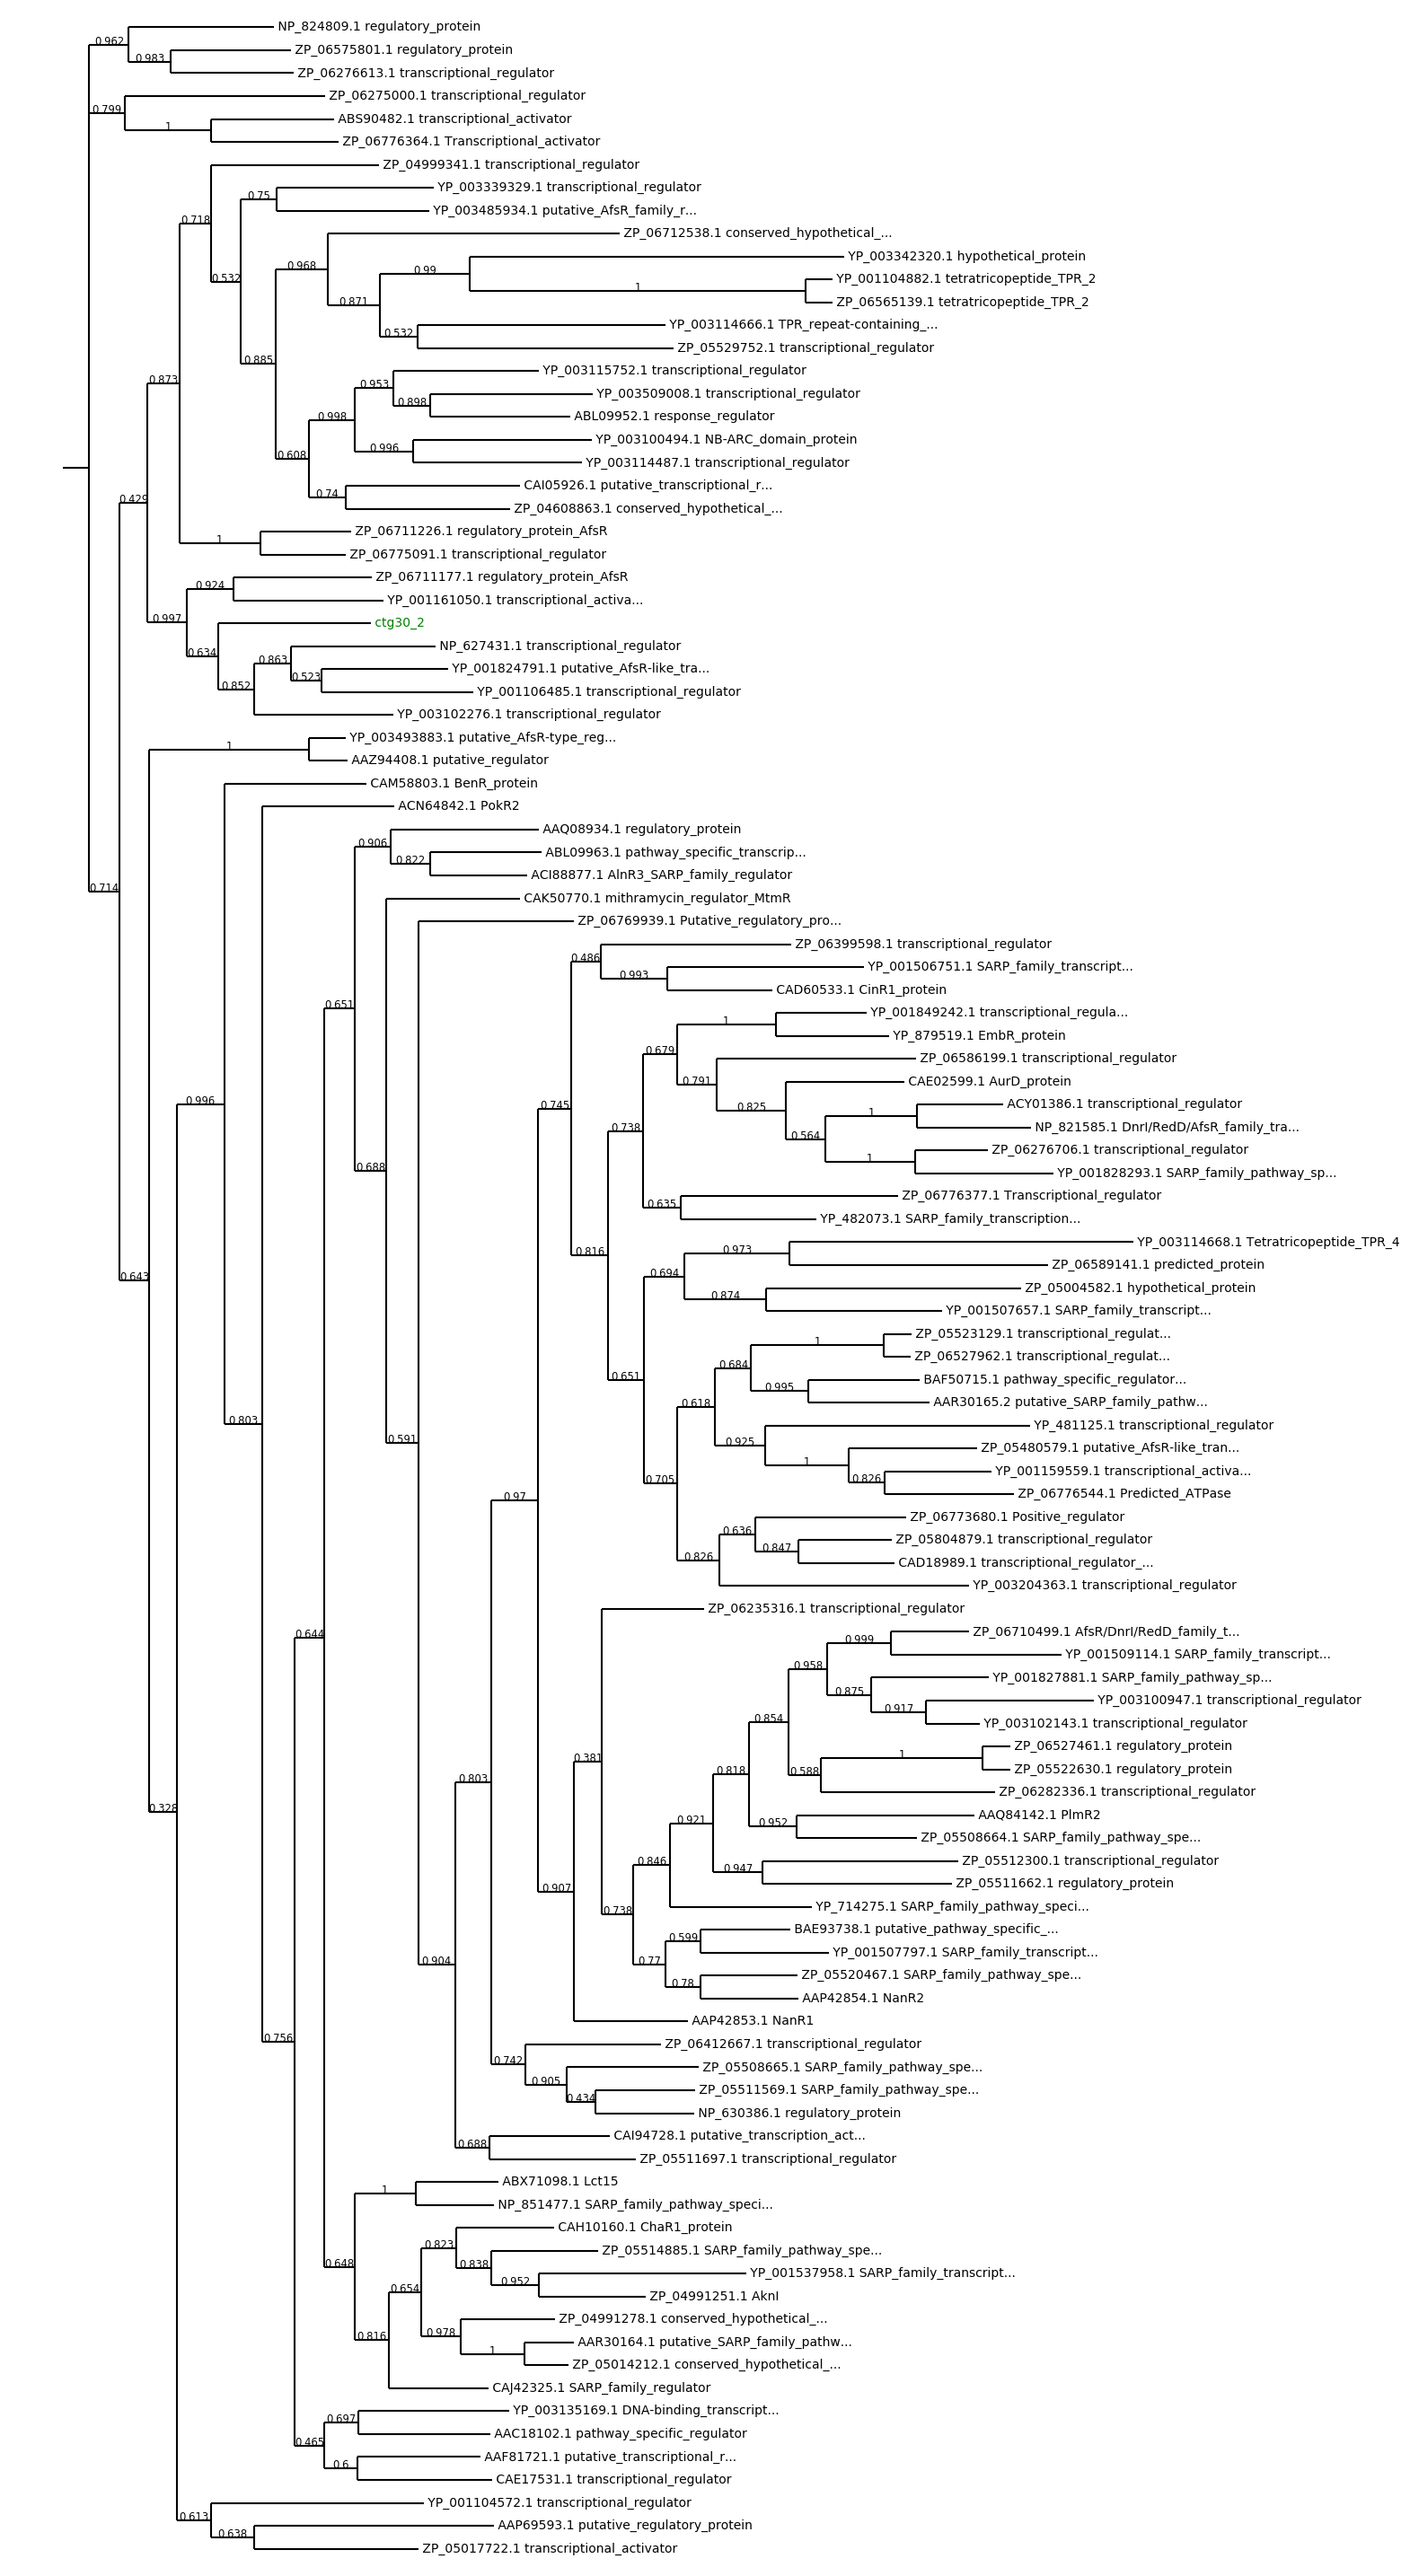 NP_824809.1 regulatory_protein
0.962
ZP_06575801.1 regulatory_protein
0.983
ZP_06276613.1 transcriptional_regulator
ZP_06275000.1 transcriptional_regulator
0.799
ABS90482.1 transcriptional_activator
1
ZP_06776364.1 Transcriptional_activator
ZP_04999341.1 transcriptional_regulator
YP_003339329.1 transcriptional_regulator
0.75
YP_003485934.1 putative_AfsR_family_r...
0.718
ZP_06712538.1 conserved_hypothetical_...
YP_003342320.1 hypothetical_protein
0.968
0.99
0.532
YP_001104882.1 tetratricopeptide_TPR_2
1
0.871
ZP_06565139.1 tetratricopeptide_TPR_2
YP_003114666.1 TPR_repeat-containing_...
0.532
ZP_05529752.1 transcriptional_regulator
0.885
YP_003115752.1 transcriptional_regulator
0.873
0.953
YP_003509008.1 transcriptional_regulator
0.898
ABL09952.1 response_regulator
0.998
YP_003100494.1 NB-ARC_domain_protein
0.996
0.608
YP_003114487.1 transcriptional_regulator
CAI05926.1 putative_transcriptional_r...
0.74
0.429
ZP_04608863.1 conserved_hypothetical_...
ZP_06711226.1 regulatory_protein_AfsR
1
ZP_06775091.1 transcriptional_regulator
ZP_06711177.1 regulatory_protein_AfsR
0.924
YP_001161050.1 transcriptional_activa...
0.997
ctg30_2
0.634
NP_627431.1 transcriptional_regulator
0.863
YP_001824791.1 putative_AfsR-like_tra...
0.523
0.852
YP_001106485.1 transcriptional_regulator
YP_003102276.1 transcriptional_regulator
YP_003493883.1 putative_AfsR-type_reg...
1
AAZ94408.1 putative_regulator
CAM58803.1 BenR_protein
ACN64842.1 PokR2
AAQ08934.1 regulatory_protein
0.906
ABL09963.1 pathway_specific_transcrip...
0.822
ACI88877.1 AlnR3_SARP_family_regulator
0.714
CAK50770.1 mithramycin_regulator_MtmR
ZP_06769939.1 Putative_regulatory_pro...
ZP_06399598.1 transcriptional_regulator
0.486
YP_001506751.1 SARP_family_transcript...
0.993
CAD60533.1 CinR1_protein
0.651
YP_001849242.1 transcriptional_regula...
1
YP_879519.1 EmbR_protein
0.679
ZP_06586199.1 transcriptional_regulator
0.791
CAE02599.1 AurD_protein
0.996
0.745
0.825
ACY01386.1 transcriptional_regulator
1
NP_821585.1 DnrI/RedD/AfsR_family_tra...
0.738
0.564
ZP_06276706.1 transcriptional_regulator
1
0.688
YP_001828293.1 SARP_family_pathway_sp...
ZP_06776377.1 Transcriptional_regulator
0.635
YP_482073.1 SARP_family_transcription...
YP_003114668.1 Tetratricopeptide_TPR_4
0.816
0.973
ZP_06589141.1 predicted_protein
0.643
0.694
ZP_05004582.1 hypothetical_protein
0.874
YP_001507657.1 SARP_family_transcript...
ZP_05523129.1 transcriptional_regulat...
1
ZP_06527962.1 transcriptional_regulat...
0.684
0.651
BAF50715.1 pathway_specific_regulator...
0.995
AAR30165.2 putative_SARP_family_pathw...
0.618
YP_481125.1 transcriptional_regulator
0.803
0.591
0.925
ZP_05480579.1 putative_AfsR-like_tran...
1
YP_001159559.1 transcriptional_activa...
0.705
0.826
ZP_06776544.1 Predicted_ATPase
0.97
ZP_06773680.1 Positive_regulator
0.636
ZP_05804879.1 transcriptional_regulator
0.847
0.826
CAD18989.1 transcriptional_regulator_...
YP_003204363.1 transcriptional_regulator
ZP_06235316.1 transcriptional_regulator
0.644
ZP_06710499.1 AfsR/DnrI/RedD_family_t...
0.999
YP_001509114.1 SARP_family_transcript...
0.958
YP_001827881.1 SARP_family_pathway_sp...
0.875
YP_003100947.1 transcriptional_regulator
0.917
0.854
YP_003102143.1 transcriptional_regulator
ZP_06527461.1 regulatory_protein
1
0.381
ZP_05522630.1 regulatory_protein
0.803
0.818
0.588
ZP_06282336.1 transcriptional_regulator
0.328
AAQ84142.1 PlmR2
0.921
0.952
ZP_05508664.1 SARP_family_pathway_spe...
ZP_05512300.1 transcriptional_regulator
0.846
0.947
ZP_05511662.1 regulatory_protein
0.907
YP_714275.1 SARP_family_pathway_speci...
0.738
BAE93738.1 putative_pathway_specific_...
0.599
YP_001507797.1 SARP_family_transcript...
0.904
0.77
ZP_05520467.1 SARP_family_pathway_spe...
0.78
AAP42854.1 NanR2
AAP42853.1 NanR1
0.756
ZP_06412667.1 transcriptional_regulator
0.742
ZP_05508665.1 SARP_family_pathway_spe...
0.905
ZP_05511569.1 SARP_family_pathway_spe...
0.434
NP_630386.1 regulatory_protein
CAI94728.1 putative_transcription_act...
0.688
ZP_05511697.1 transcriptional_regulator
ABX71098.1 Lct15
1
NP_851477.1 SARP_family_pathway_speci...
CAH10160.1 ChaR1_protein
0.823
ZP_05514885.1 SARP_family_pathway_spe...
0.648
0.838
YP_001537958.1 SARP_family_transcript...
0.952
0.654
ZP_04991251.1 AknI
ZP_04991278.1 conserved_hypothetical_...
0.816
0.978
AAR30164.1 putative_SARP_family_pathw...
1
ZP_05014212.1 conserved_hypothetical_...
CAJ42325.1 SARP_family_regulator
YP_003135169.1 DNA-binding_transcript...
0.697
AAC18102.1 pathway_specific_regulator
0.465
AAF81721.1 putative_transcriptional_r...
0.6
CAE17531.1 transcriptional_regulator
YP_001104572.1 transcriptional_regulator
0.613
AAP69593.1 putative_regulatory_protein
0.638
ZP_05017722.1 transcriptional_activator